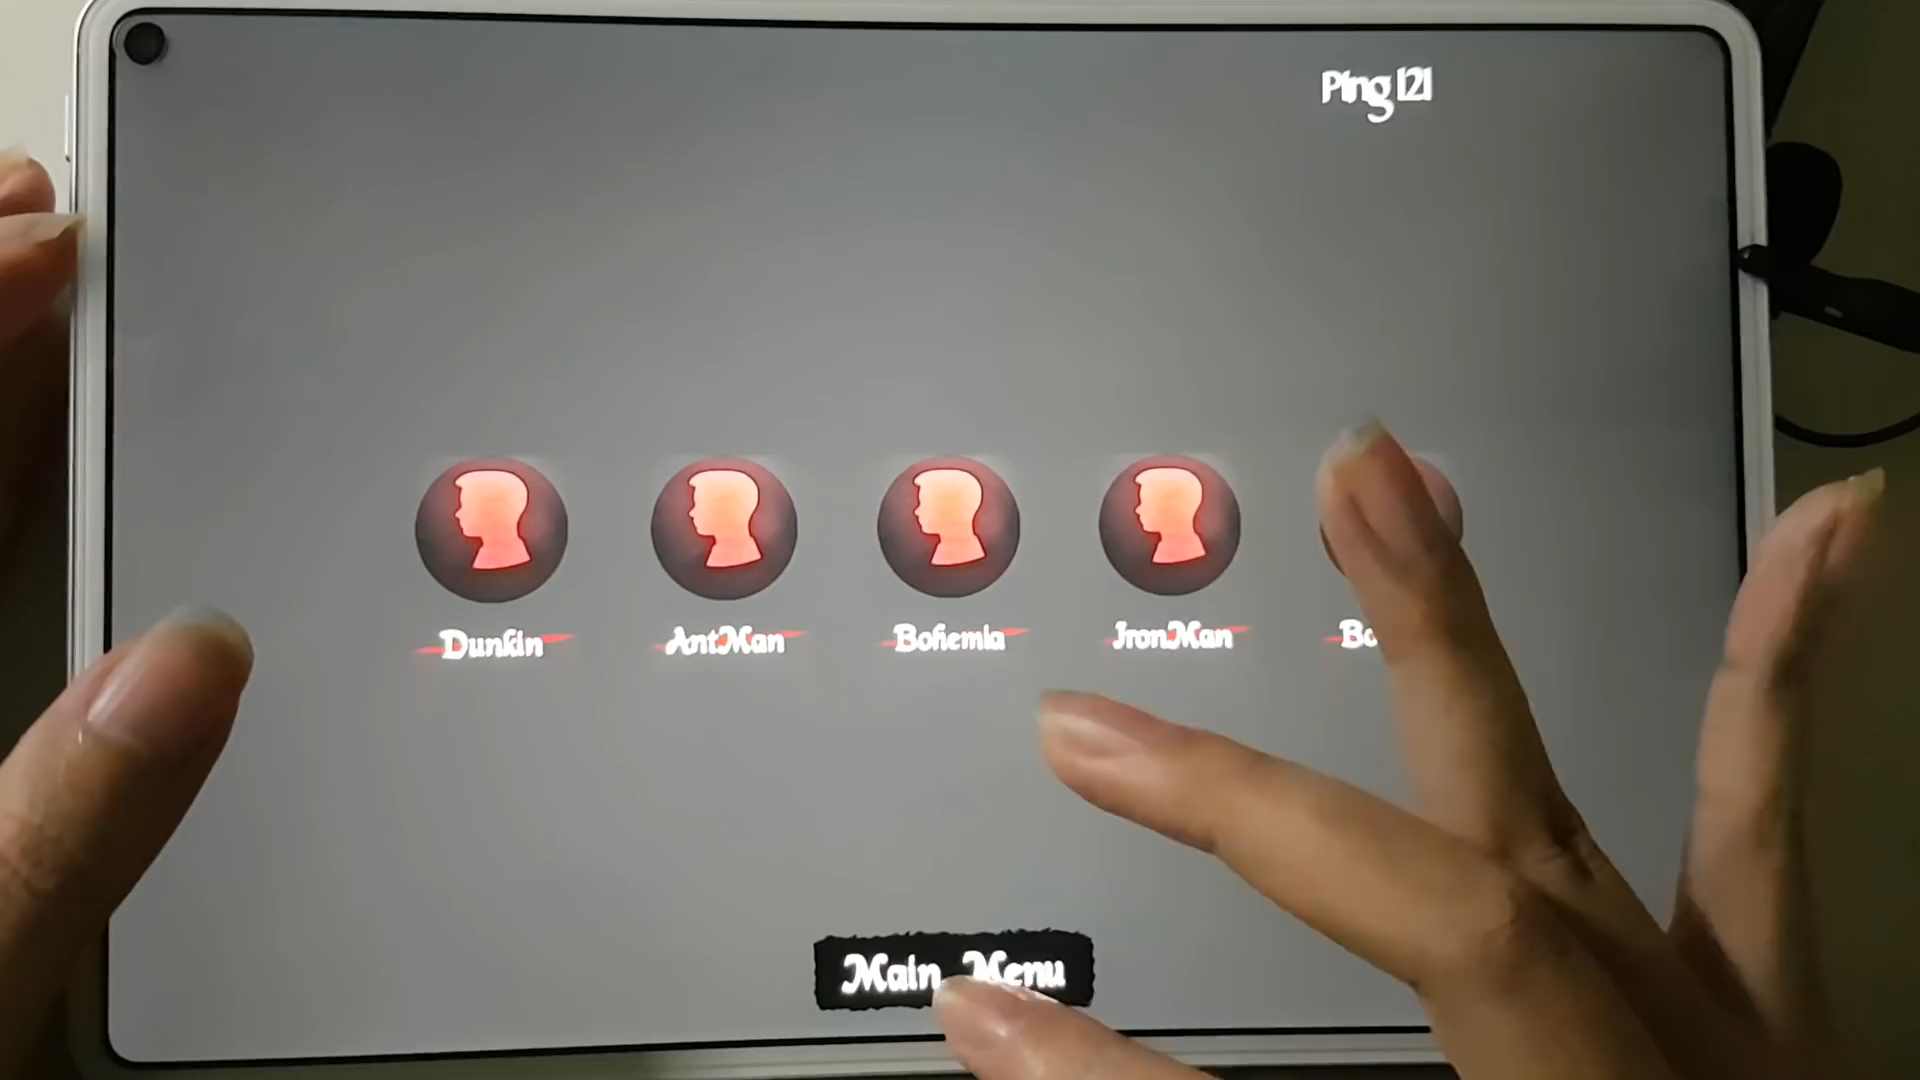 Ping 121
Dunkin
AntMan
Bohemia
IronMan
Main Menu